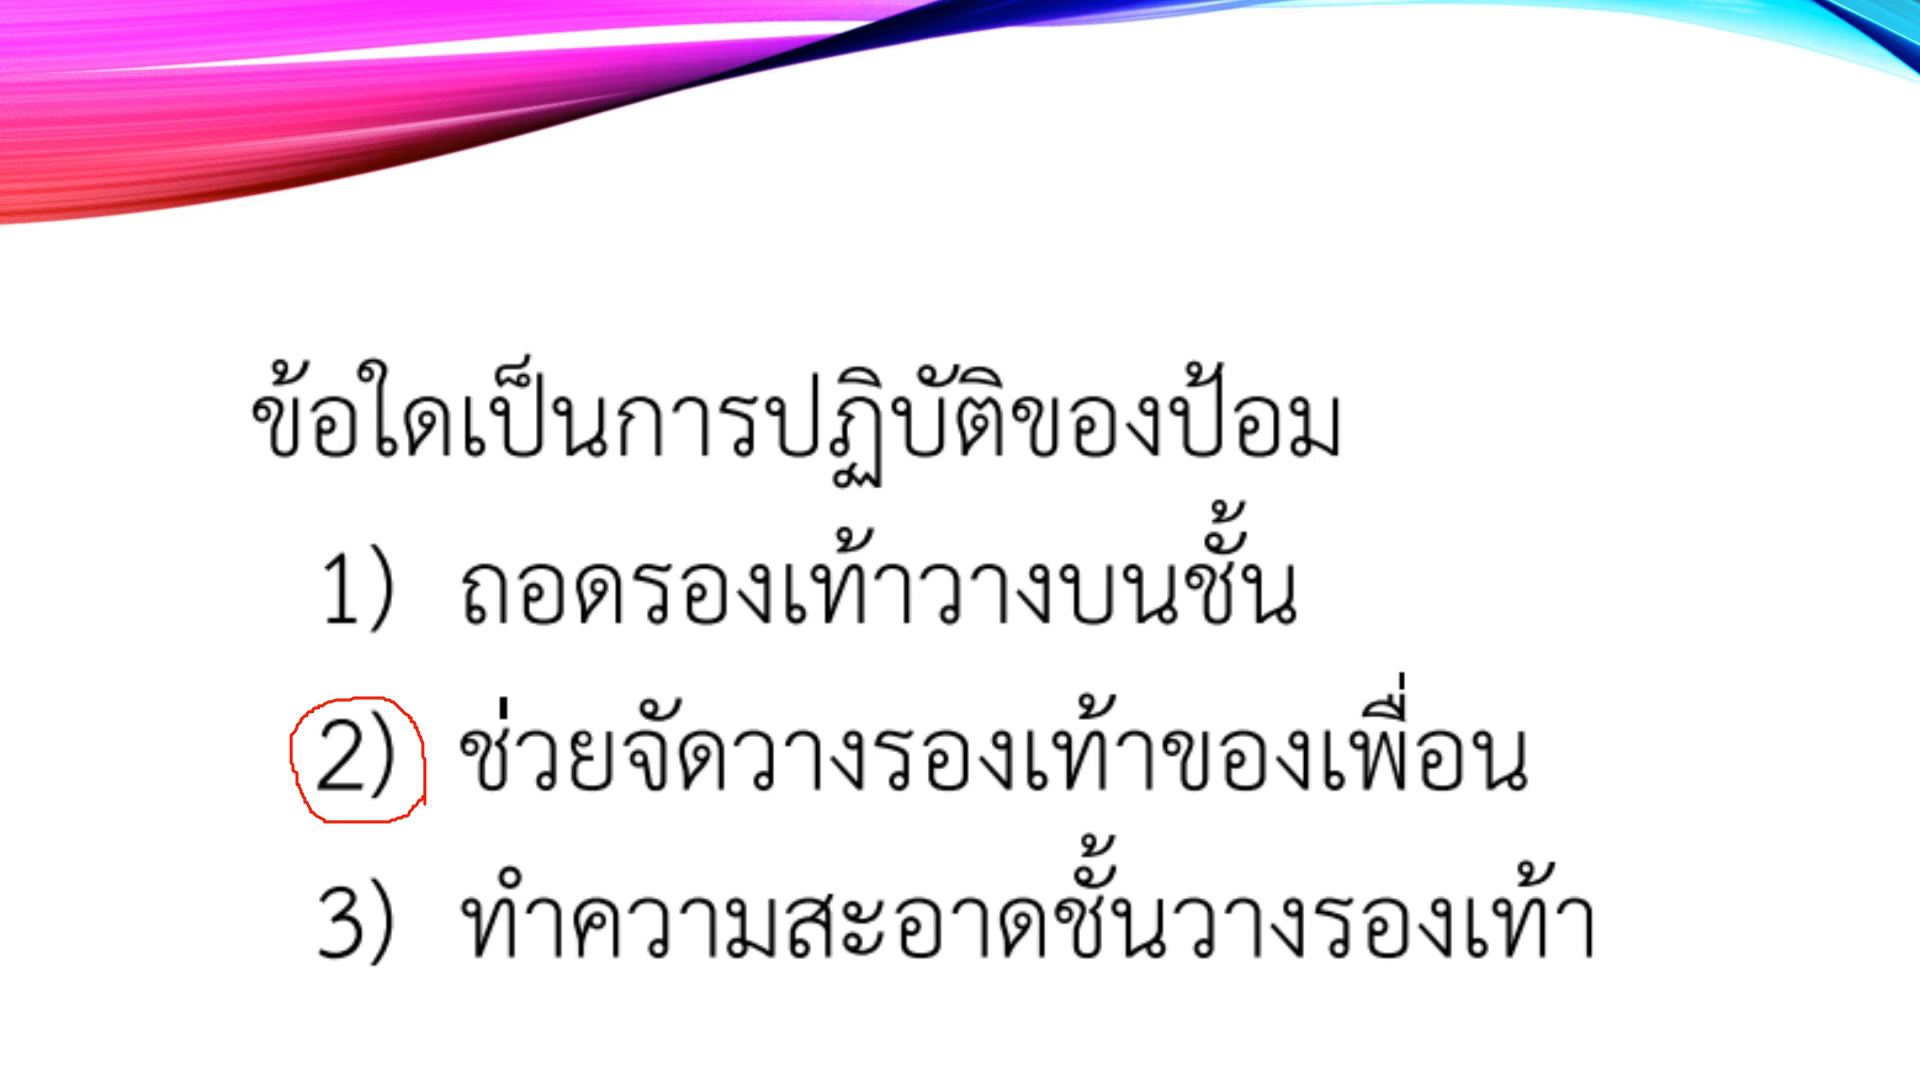 ข้อใดเป็นการปฏิบัติของป้อม
1) ถอดรองเท้าวางบนชั้น
2) ช่วยจัดวางรองเท้าของเพื่อน
3) ทำความสะอาดชั้นวางรองเท้า